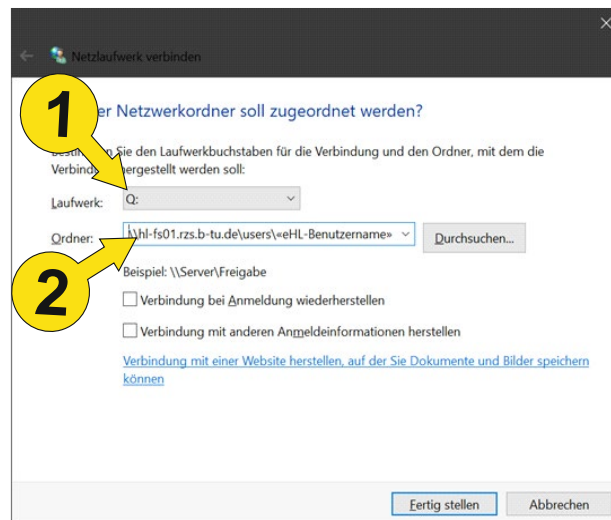 Netzlaufwerk verbinden
1
er Netzwerkordner soll zugeordnet werden?
Sie den Laufwerkbuchstaben für die Verbindung und den Ordner, mit dem die
hergestellt werden soll:
Laufwerk: Q:
Ordner: \\hl-fs01.rzs.b-tu.de\users\«eHL-Benutzername» Durchsuchen...
2
Beispiel: \\Server\Freigabe
Verbindung bei Anmeldung wiederherstellen
Verbindung mit anderen Anmeldeinformationen herstellen
Verbindung mit einer Website herstellen, auf der Sie Dokumente und Bilder speichern
können
Fertig stellen Abbrechen